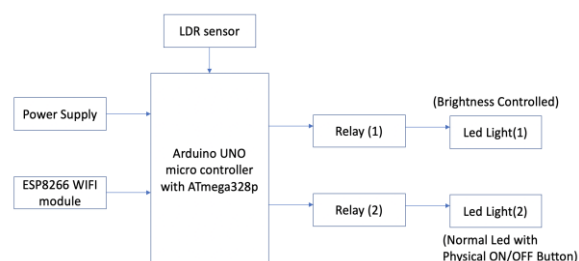 LDR sensor
Power Supply
ESP8266 WIFI
module
Arduino UNO
micro controller
with ATmega328p
Relay (1)
(Brightness Controlled)
Led Light(1)
Relay (2)
Led Light(2)
(Normal Led with
Physical ON/OFF Button)